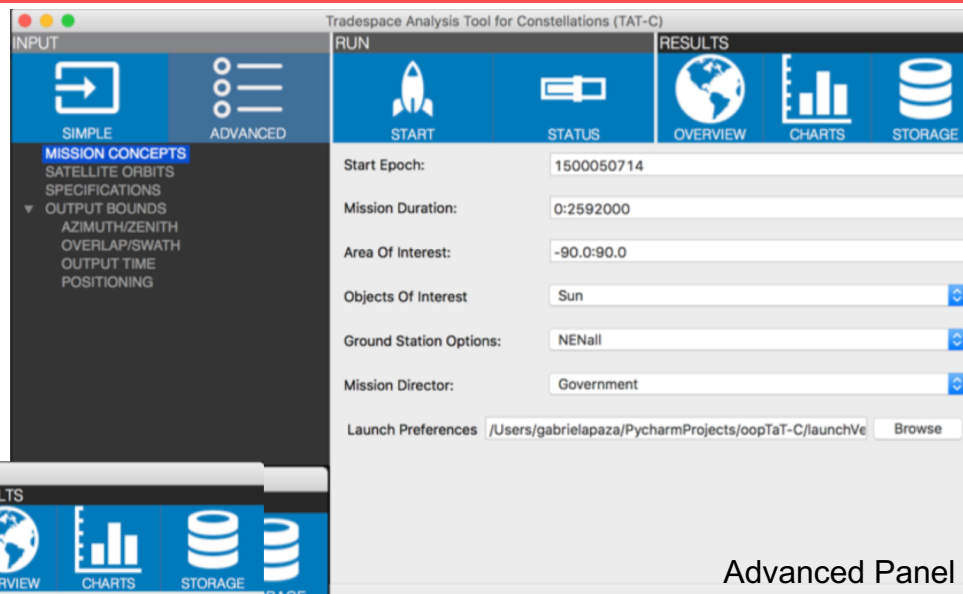 Tradespace Analysis Tool for Constellations (TAT-C)
INPUT
RUN
RESULTS
SIMPLE
ADVANCED
START
STATUS
OVERVIEW
CHARTS
STORAGE
MISSION CONCEPTS
SATELLITE ORBITS
SPECIFICATIONS
OUTPUT BOUNDS
AZIMUTH/ZENITH
OVERLAP/SWATH
OUTPUT TIME
POSITIONING
Start Epoch: 1500050714
Mission Duration: 0:2592000
Area Of Interest: -90.0:90.0
Objects Of Interest Sun
Ground Station Options: NENall
Mission Director: Government
Launch Preferences /Users/gabrielapaza/PycharmProjects/oopTaT-C/launchVe Browse
CHARTS
STORAGE
Advanced Panel